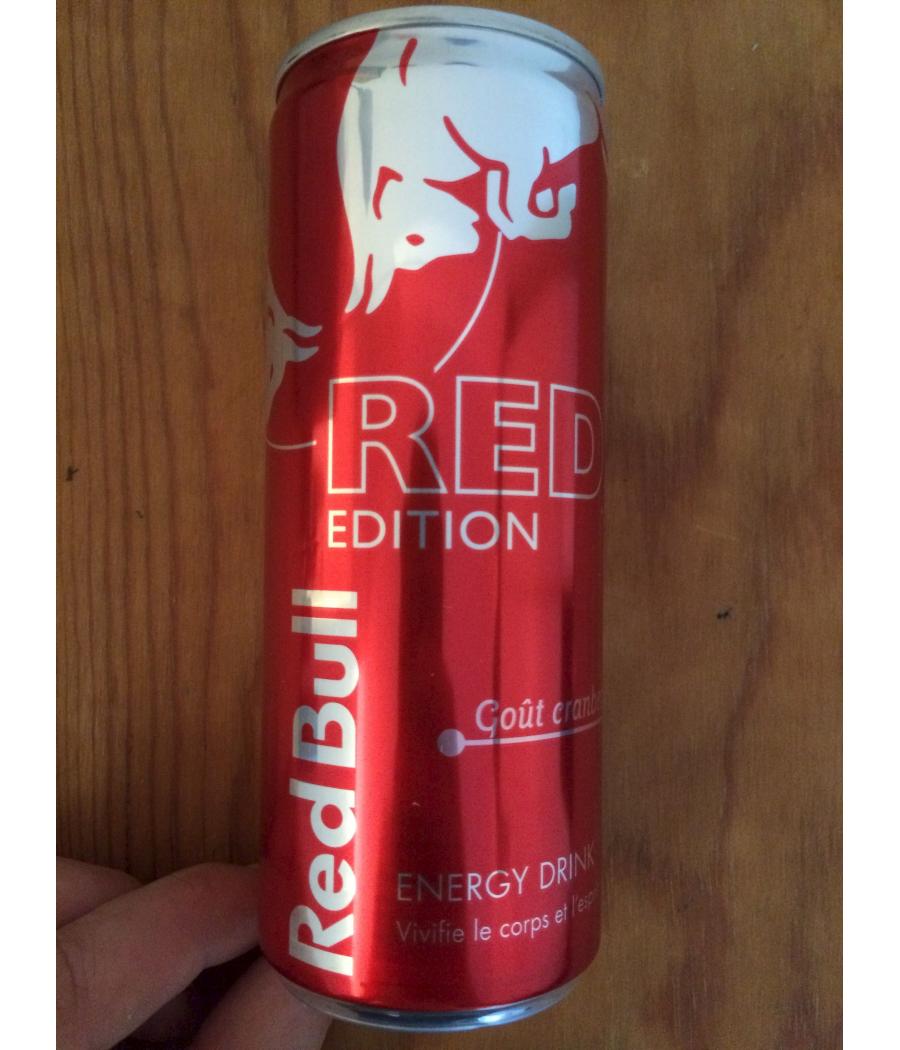 RED
EDITION
Red Bull
Goût
ENERGY DRINK
Vivifie le corps et